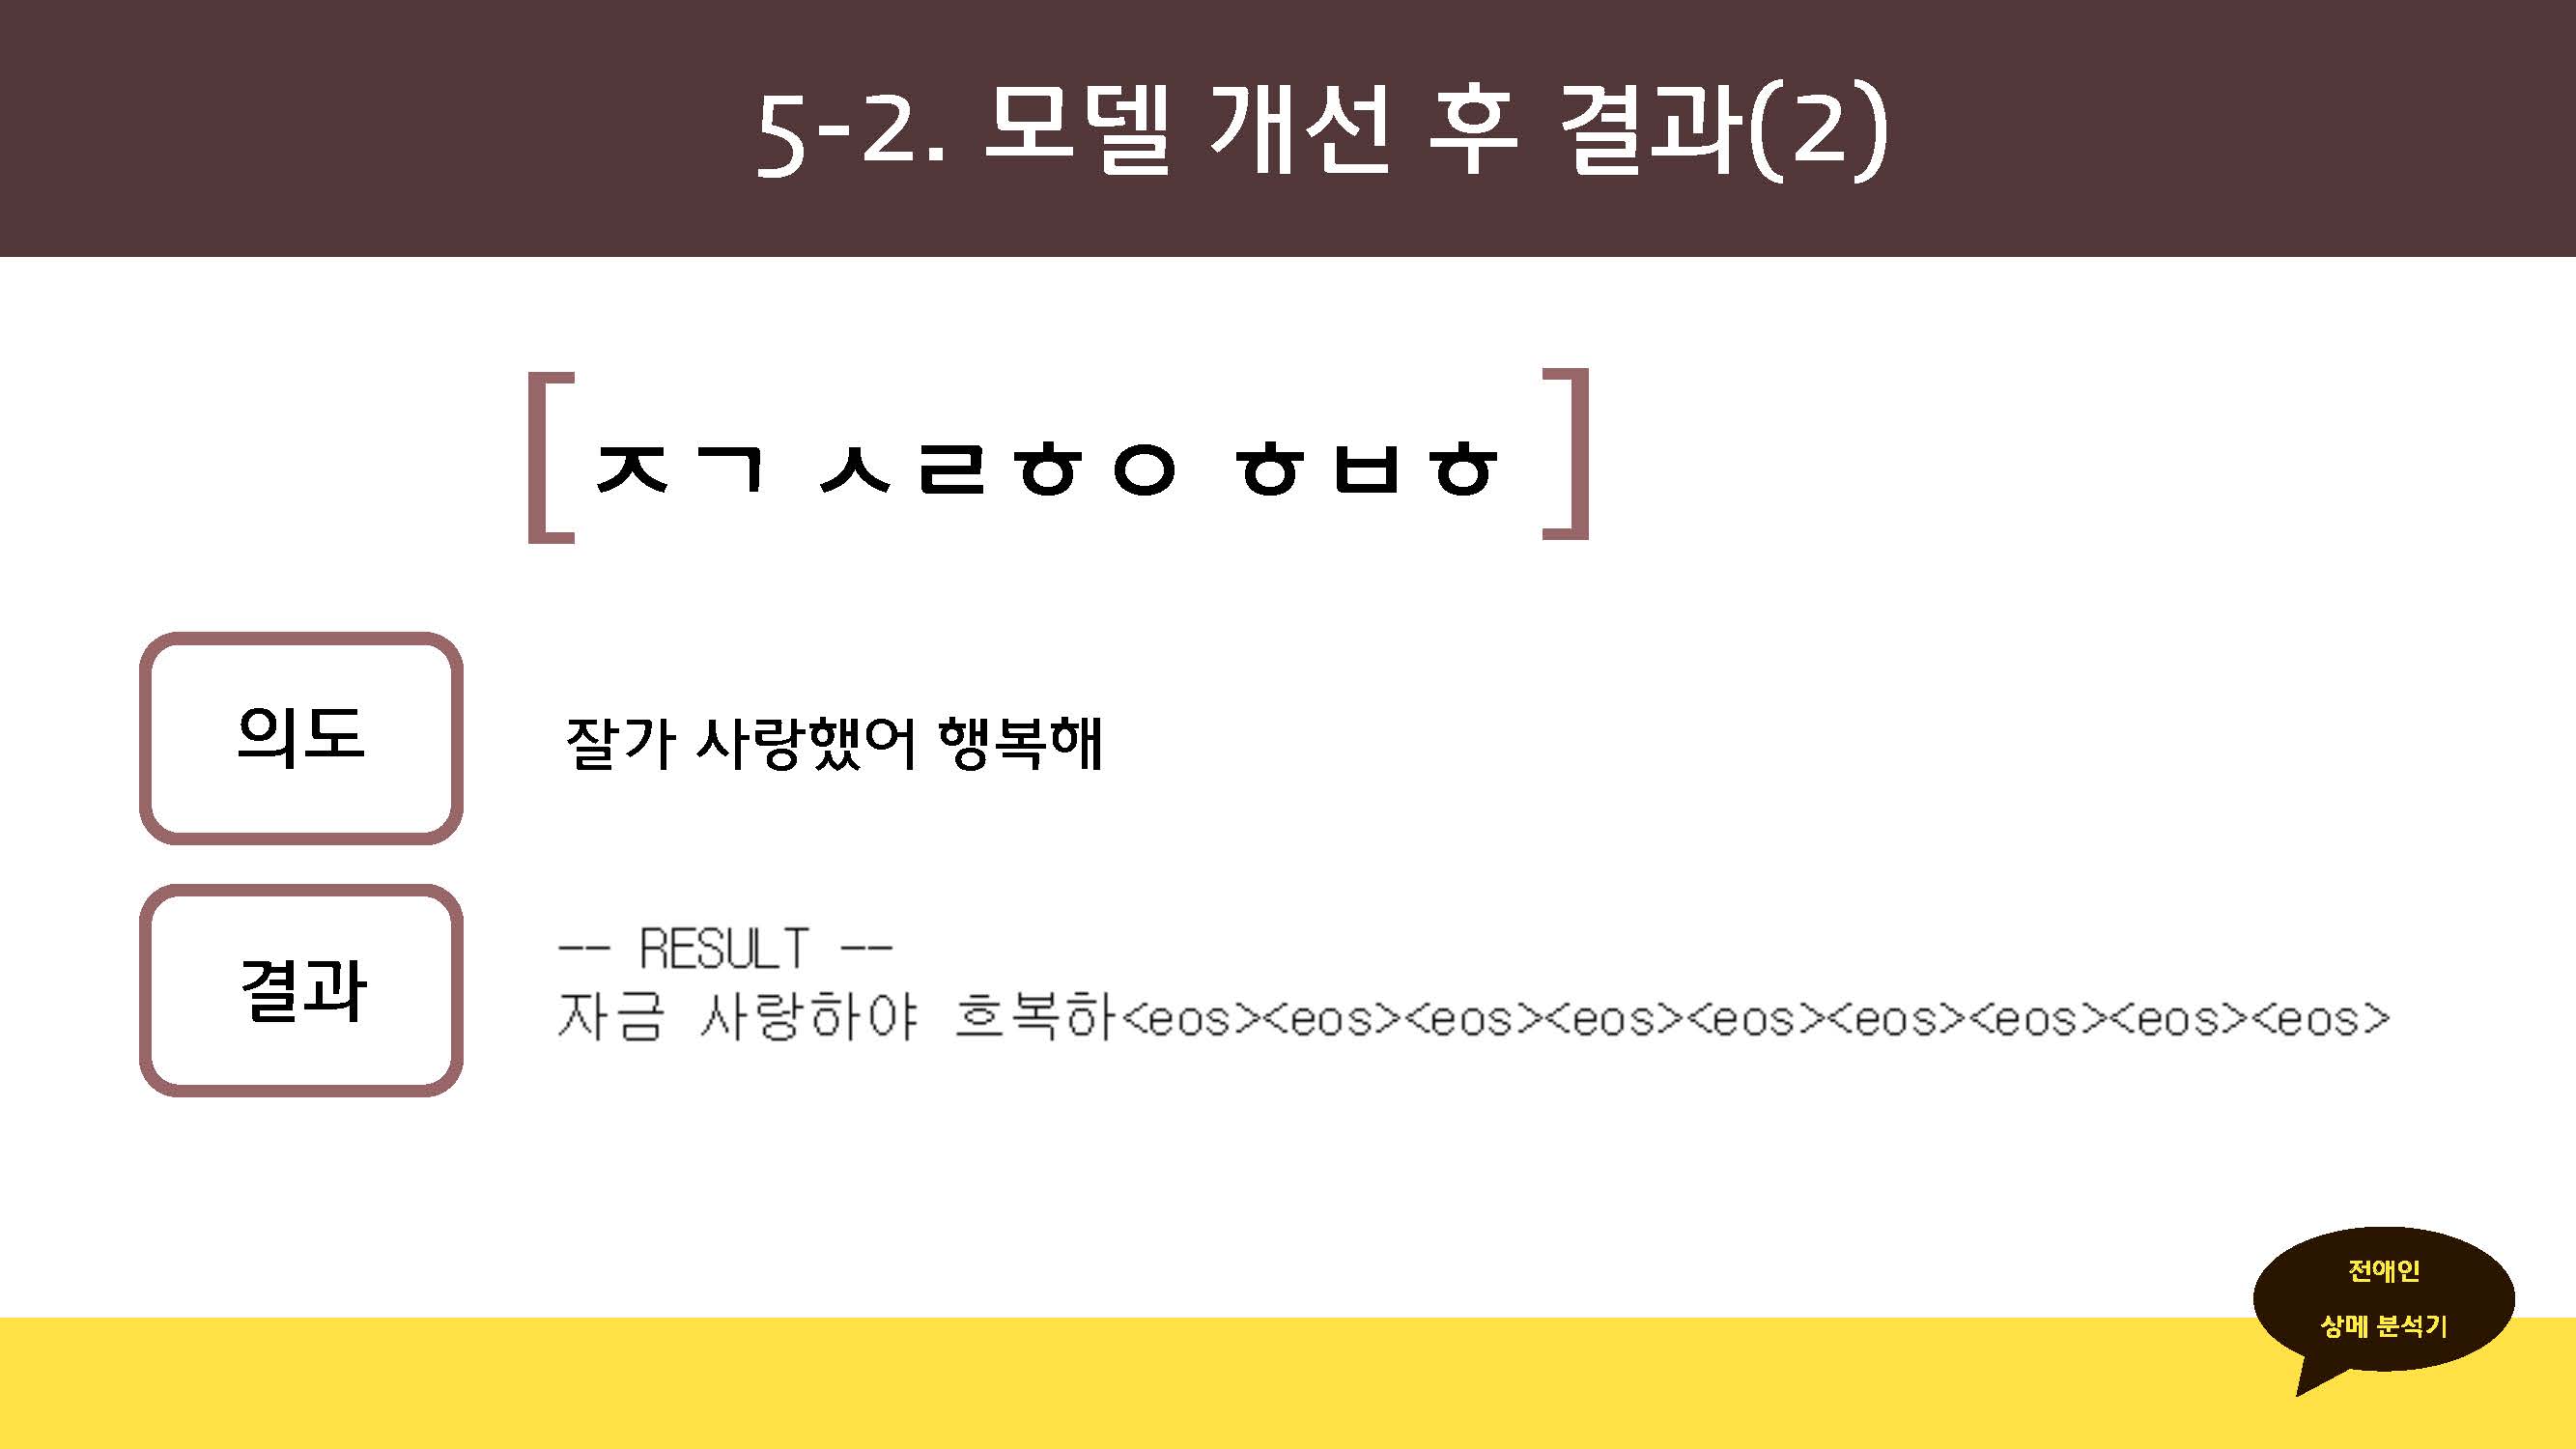 5-2. 모델 개선 후 결과(2)
[ ㅈㄱ ㅅㄹㅎㅇ ㅎㅂㅎ ]
의도
잘가 사랑했어 행복해
결과
-- RESULT --
자금 사랑하야 흐복하<eos><eos><eos><eos><eos><eos><eos><eos><eos>
전애인
상메 분석기